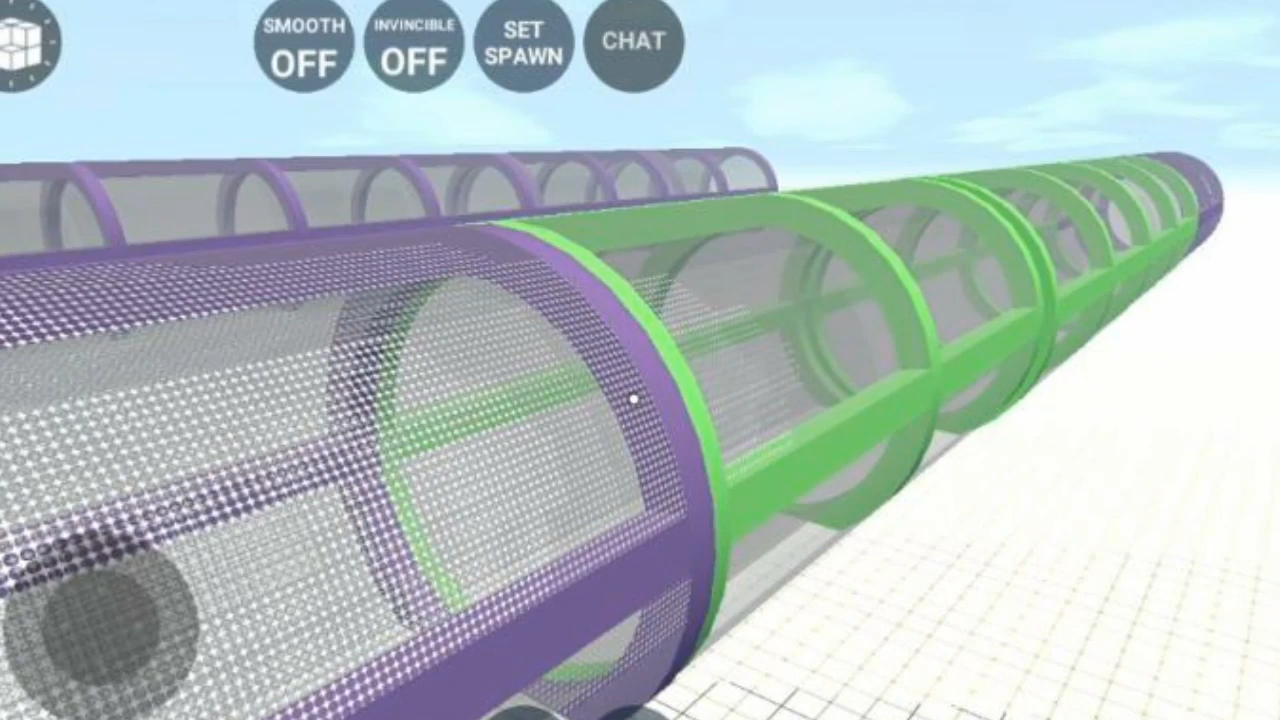 SMOOTH
OFF
INVINCIBLE
OFF
SET
SPAWN
CHAT